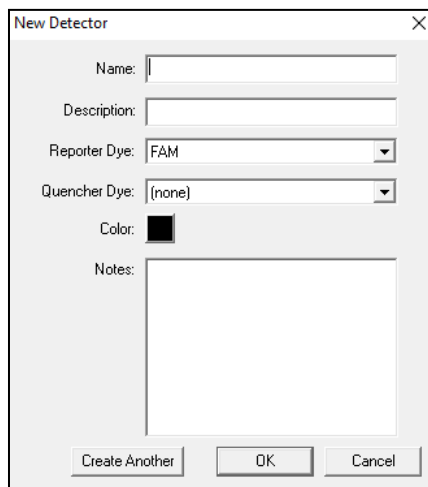 New Detector
Name:
Description:
Reporter Dye: FAM
Quencher Dye: (none)
Color:
Notes:
Create Another OK Cancel